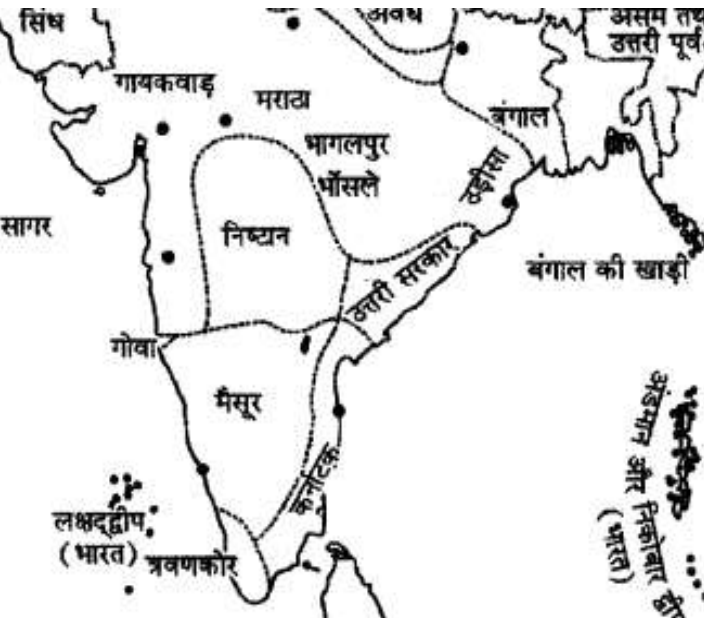 सिंध
अवध
असम तथ
उत्तरी पूर्व
गायकवाड़
मराठा
बंगाल
भागलपुर
भोंसले
उड़ीसा
सागर
निष्टान
उत्तरी सरकार
बंगाल की खाड़ी
गोवा
मैसूर
कर्नाटक
अंडमान और निकोबार द्वीप
(भारत)
लक्षद्द्वीप
(भारत)
त्रवणकोर